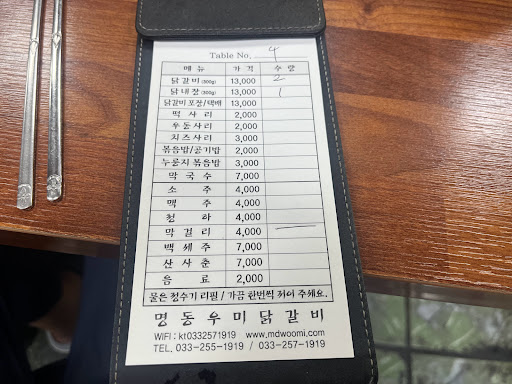 Table No. 4
메뉴 가격 수량
닭갈비(300g) 13,000 2
닭내장(300g) 13,000 1
닭갈비 포장/택배 13,000
떡사리 2,000
우동사리 2,000
치즈사리 3,000
볶음밥/공기밥 2,000
누룽지볶음밥 3,000
막국수 7,000
소주 4,000
맥주 4,000
청하 4,000
막걸리 4,000
백세주 7,000
산사춘 7,000
음료 2,000
물은 정수기 리필 / 가끔 한번씩 저어 주세요.
명동우미닭갈비
WiFi : kt0332571919 www.mdwoomi.com
TEL. 033-255-1919 / 033-257-1919